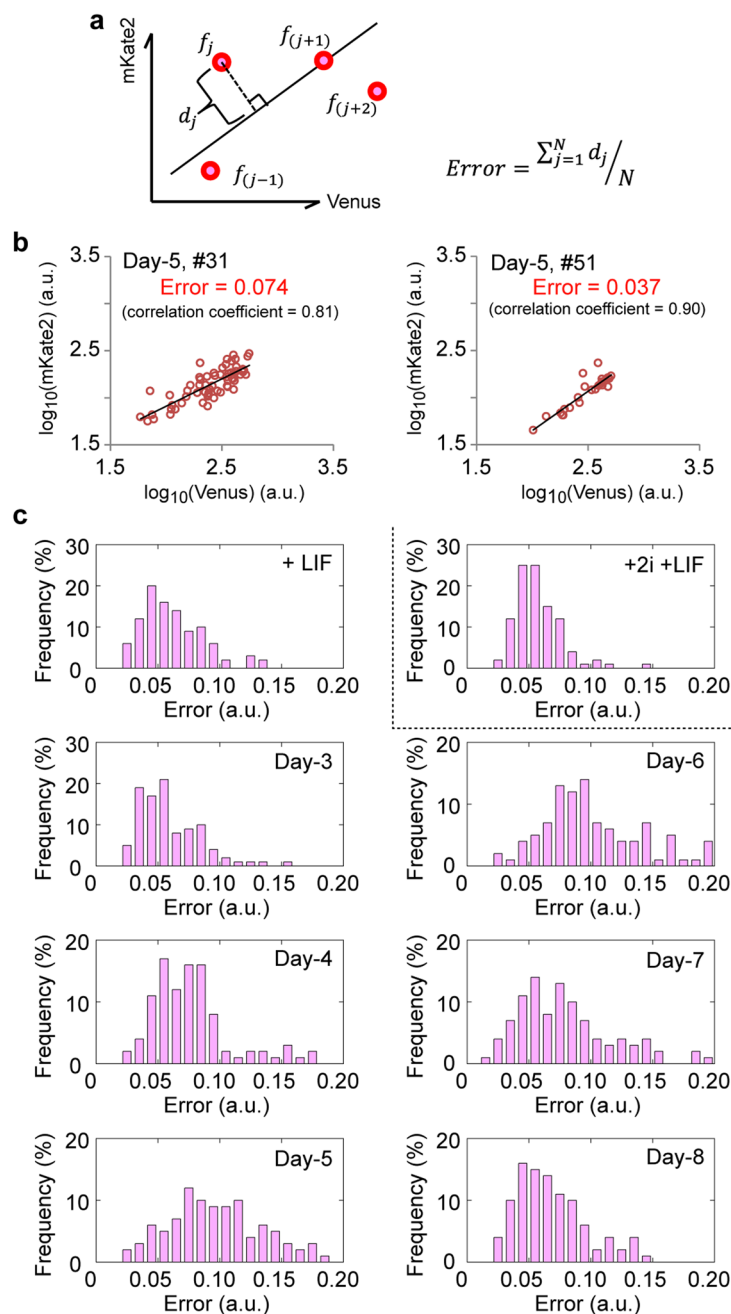 a
mKate2
f_j
f_(j+1)
d_j
f_(j+2)
f_(j−1)
Venus
Error = ∑_{j=1}^{N} d_j / N
b
3.5
2.5
1.5
log10(mKate2) (a.u.)
Day-5, #31
Error = 0.074
(correlation coefficient = 0.81)
1.5
2.5
3.5
log10(Venus) (a.u.)
3.5
2.5
1.5
log10(mKate2) (a.u.)
Day-5, #51
Error = 0.037
(correlation coefficient = 0.90)
1.5
2.5
3.5
log10(Venus) (a.u.)
c
Frequency (%)
30
20
10
0
+ LIF
0 0.05 0.10 0.15 0.20
Error (a.u.)
Frequency (%)
30
20
10
0
+2i +LIF
0 0.05 0.10 0.15 0.20
Error (a.u.)
Frequency (%)
30
20
10
0
Day-3
0 0.05 0.10 0.15 0.20
Error (a.u.)
Frequency (%)
20
10
0
Day-6
0 0.05 0.10 0.15 0.20
Error (a.u.)
Frequency (%)
20
10
0
Day-4
0 0.05 0.10 0.15 0.20
Error (a.u.)
Frequency (%)
20
10
0
Day-7
0 0.05 0.10 0.15 0.20
Error (a.u.)
Frequency (%)
20
10
0
Day-5
0 0.05 0.10 0.15 0.20
Error (a.u.)
Frequency (%)
20
10
0
Day-8
0 0.05 0.10 0.15 0.20
Error (a.u.)